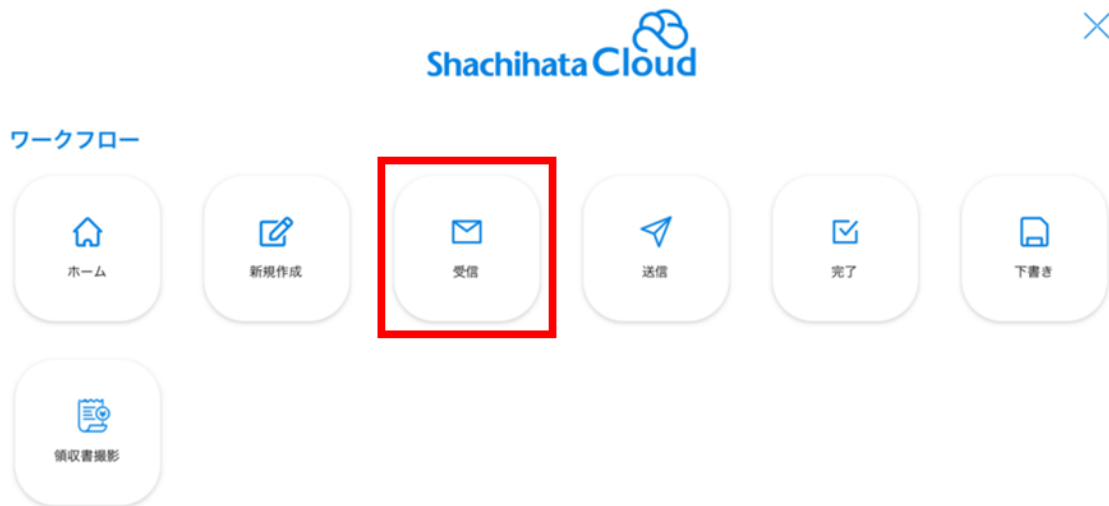 Shachihata Cloud
ワークフロー
ホーム
新規作成
受信
送信
完了
下書き
領収書撮影